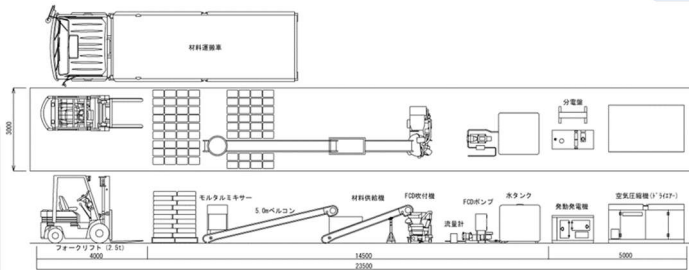 材料運搬車
3000
分電盤
モルタルミキサー
5.0mベルコン
材料供給機
FCD吹付機
流量計
FCDポンプ
水タンク
発動発電機
空気圧縮機(ドライエアー)
フォークリフト (2.5t)
4000
14500
5000
23500